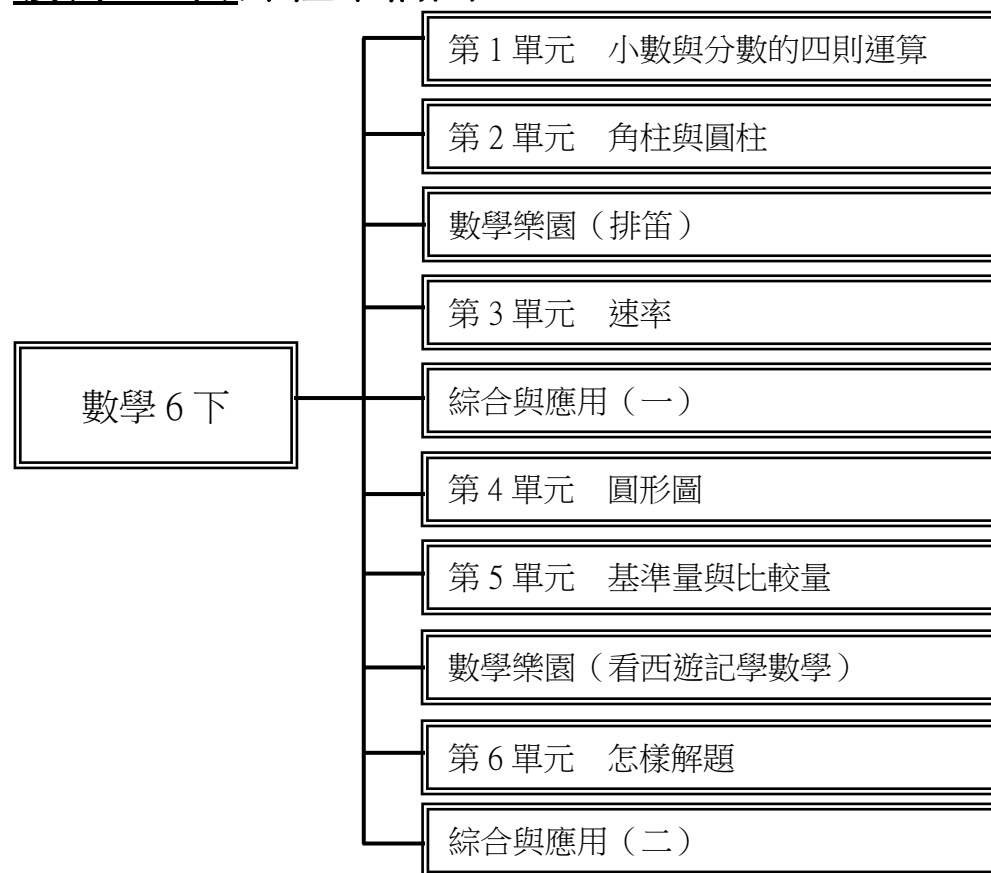 第 1 單元　小數與分數的四則運算
第 2 單元　角柱與圓柱
數學樂園（排笛）
第 3 單元　速率
數學 6 下
綜合與應用（一）
第 4 單元　圓形圖
第 5 單元　基準量與比較量
數學樂園（看西遊記學數學）
第 6 單元　怎樣解題
綜合與應用（二）